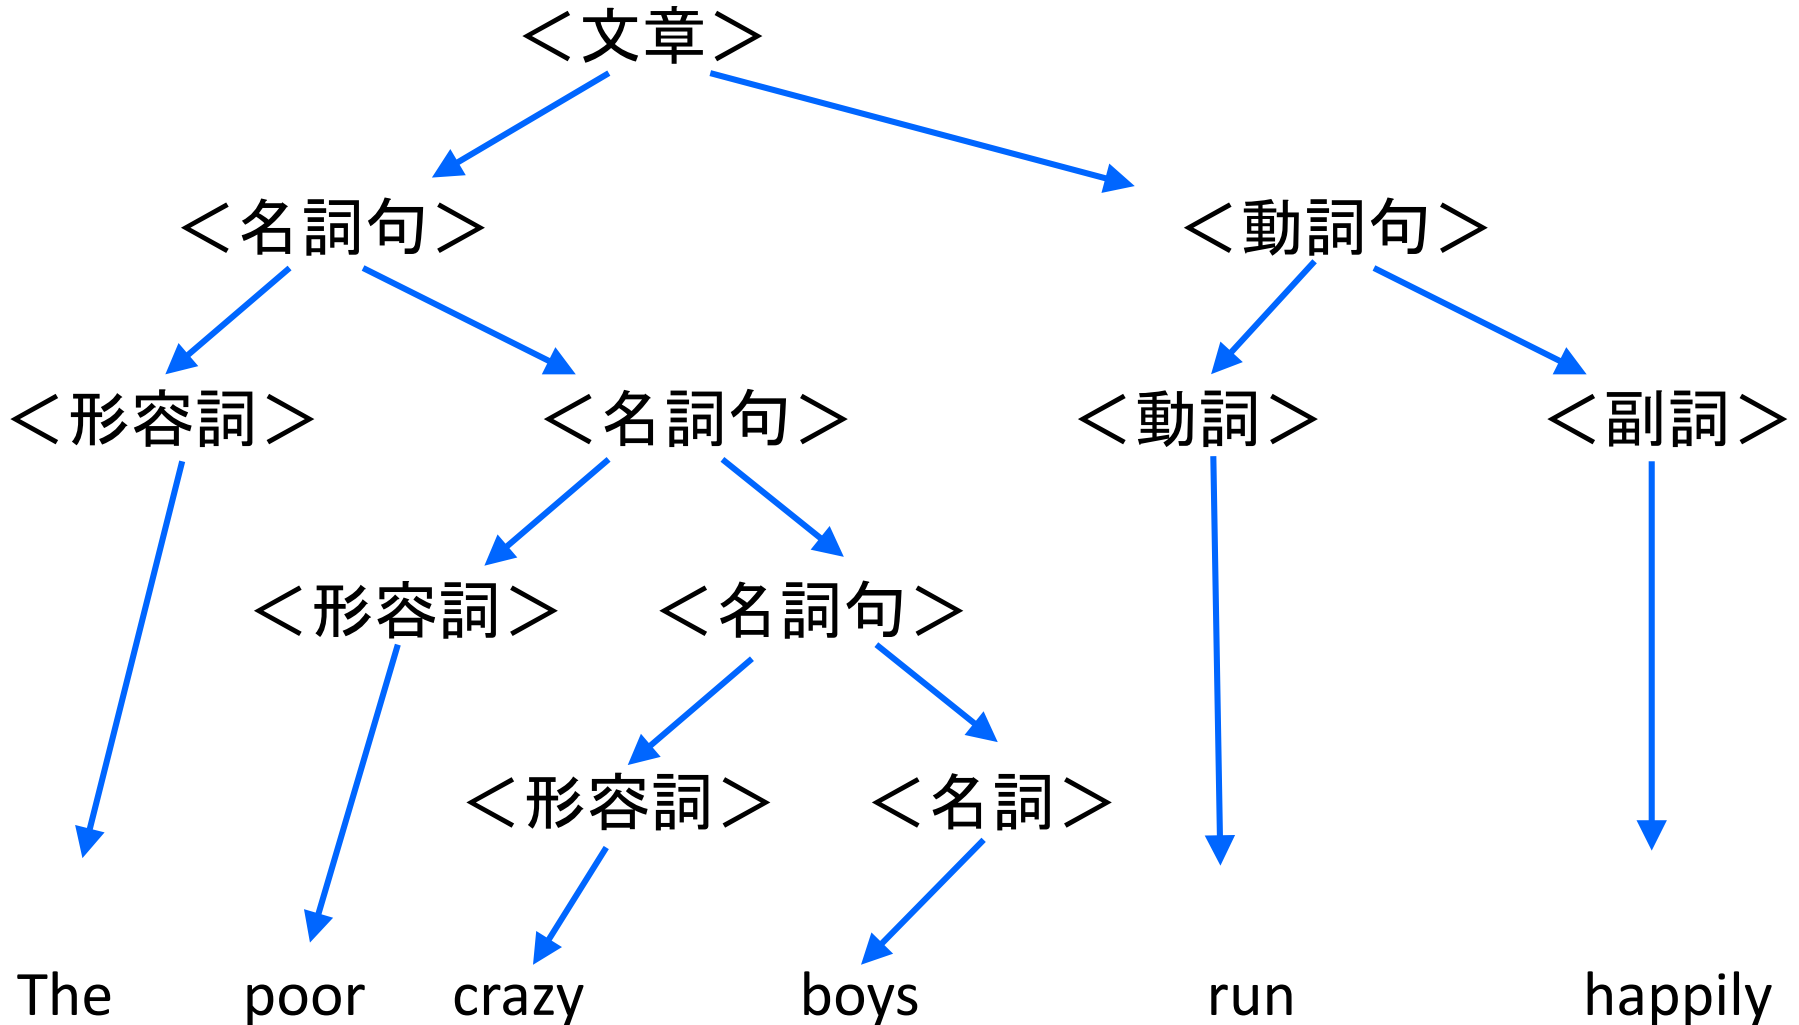 ＜文章＞
＜名詞句＞ ＜動詞句＞
＜形容詞＞ ＜名詞句＞ ＜動詞＞ ＜副詞＞
＜形容詞＞ ＜名詞句＞
＜形容詞＞ ＜名詞＞
The poor crazy boys run happily